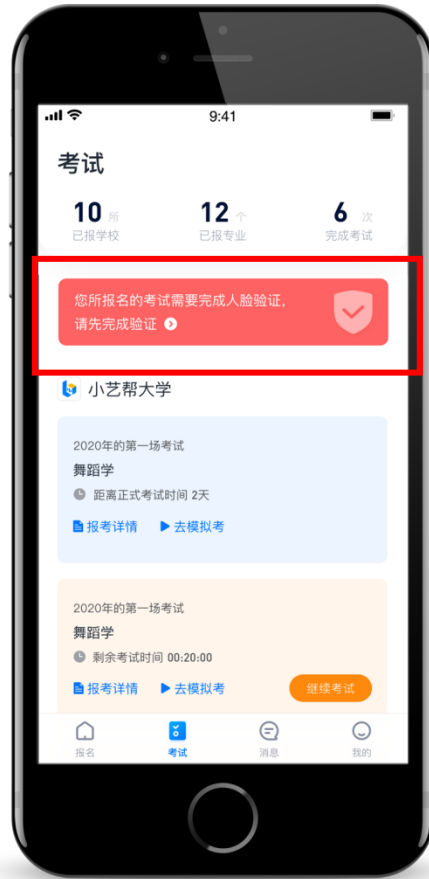 9:41
考试
10 所
12 个
6 次
已报学校
已报专业
完成考试
您所报名的考试需要完成人脸验证,
请先完成验证
小艺帮大学
2020年的第一场考试
舞蹈学
距离正式考试时间 2天
报考详情
去模拟考
2020年的第一场考试
舞蹈学
剩余考试时间 00:20:00
报考详情
去模拟考
继续考试
报名
考试
消息
我的